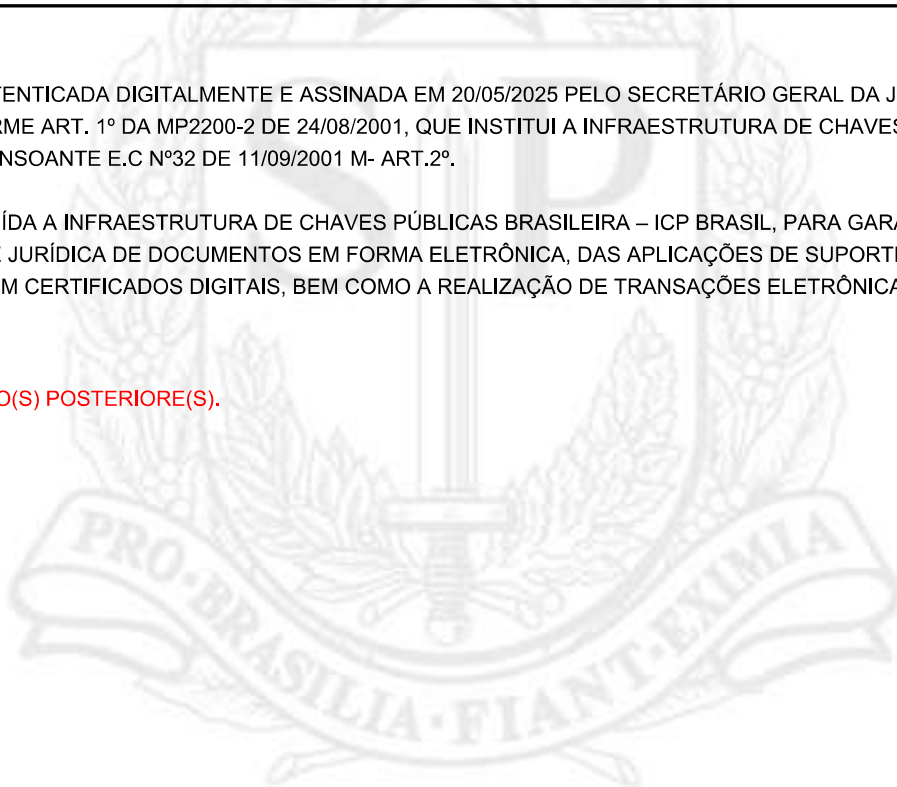 TENTICADA DIGITALMENTE E ASSINADA EM 20/05/2025 PELO SECRETÁRIO GERAL DA J
RME ART. 1º DA MP2200-2 DE 24/08/2001, QUE INSTITUI A INFRAESTRUTURA DE CHAVES
NSOANTE E.C Nº32 DE 11/09/2001 M- ART.2º.
ÍDA A INFRAESTRUTURA DE CHAVES PÚBLICAS BRASILEIRA – ICP BRASIL, PARA GARA
E JURÍDICA DE DOCUMENTOS EM FORMA ELETRÔNICA, DAS APLICAÇÕES DE SUPORTE
M CERTIFICADOS DIGITAIS, BEM COMO A REALIZAÇÃO DE TRANSAÇÕES ELETRÔNICA
O(S) POSTERIORE(S).
SP
PRO·BRASILIA·FIANT·EXIMIA